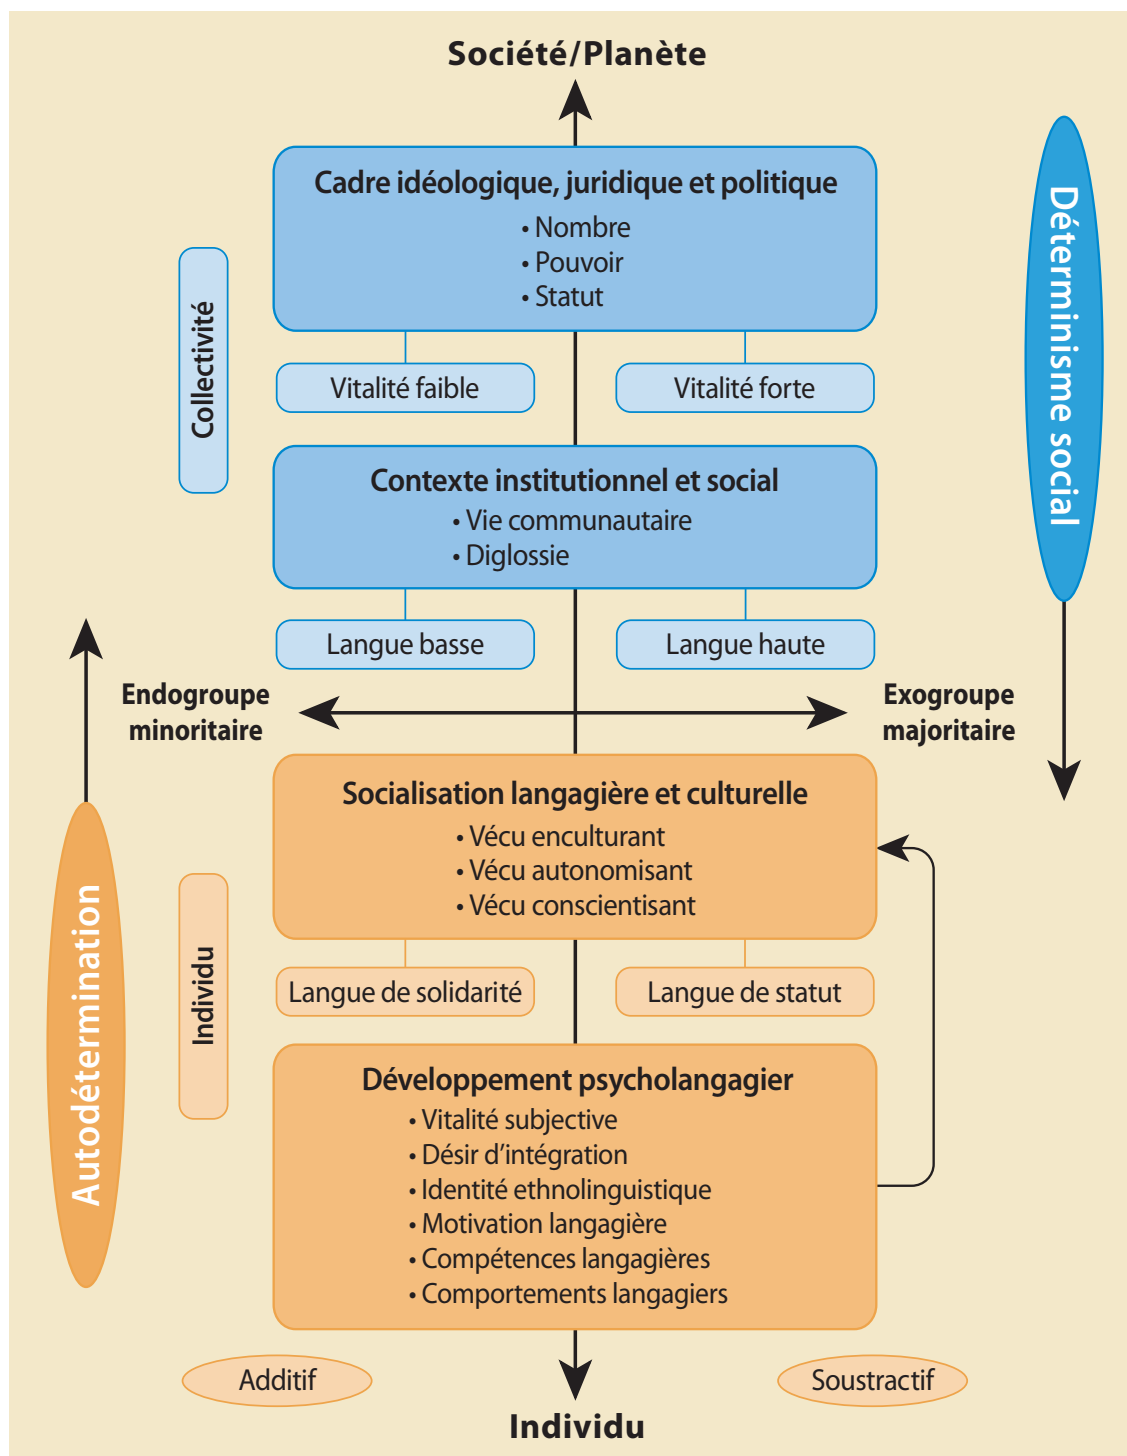 Société/Planète
Cadre idéologique, juridique et politique
• Nombre
• Pouvoir
• Statut
Collectivité
Déterminisme social
Vitalité faible
Vitalité forte
Contexte institutionnel et social
• Vie communautaire
• Diglossie
Langue basse
Langue haute
Endogroupe
minoritaire
Exogroupe
majoritaire
Socialisation langagière et culturelle
• Vécu enculturant
• Vécu autonomisant
• Vécu conscientisant
Autodétermination
Individu
Langue de solidarité
Langue de statut
Développement psycholangagier
• Vitalité subjective
• Désir d’intégration
• Identité ethnolinguistique
• Motivation langagière
• Compétences langagières
• Comportements langagiers
Additif
Soustractif
Individu